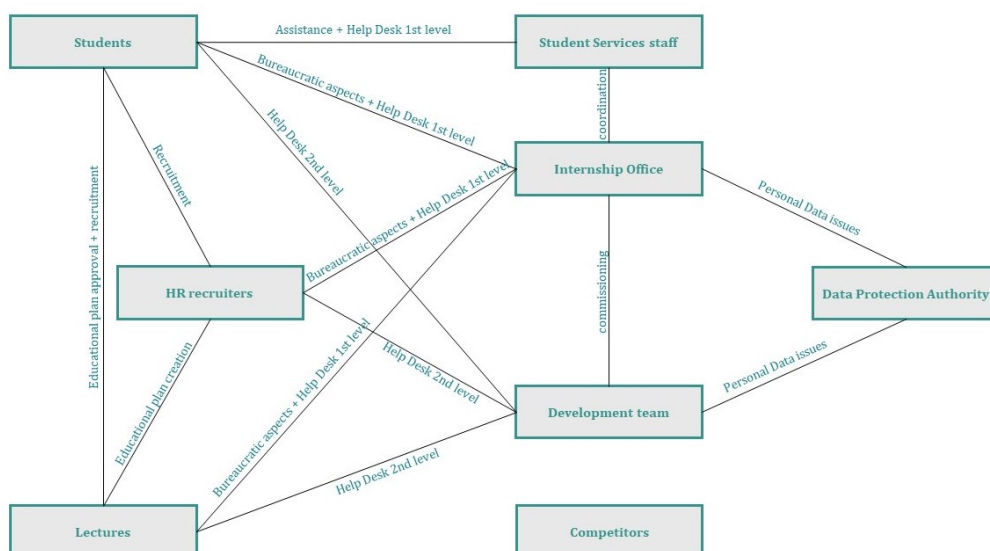 Students
Assistance + Help Desk 1st level
Student Services staff
Bureaucratic aspects + Help Desk 1st level
Help Desk 2nd level
coordination
Recruitment
Internship Office
Educational plan approval + recruitment
Bureaucratic aspects + Help Desk 1st level
Personal Data issues
HR recruiters
commissioning
Data Protection Authority
Educational plan creation
Bureaucratic aspects + Help Desk 1st level
Help Desk 2nd level
Personal Data issues
Development team
Help Desk 2nd level
Lectures
Competitors